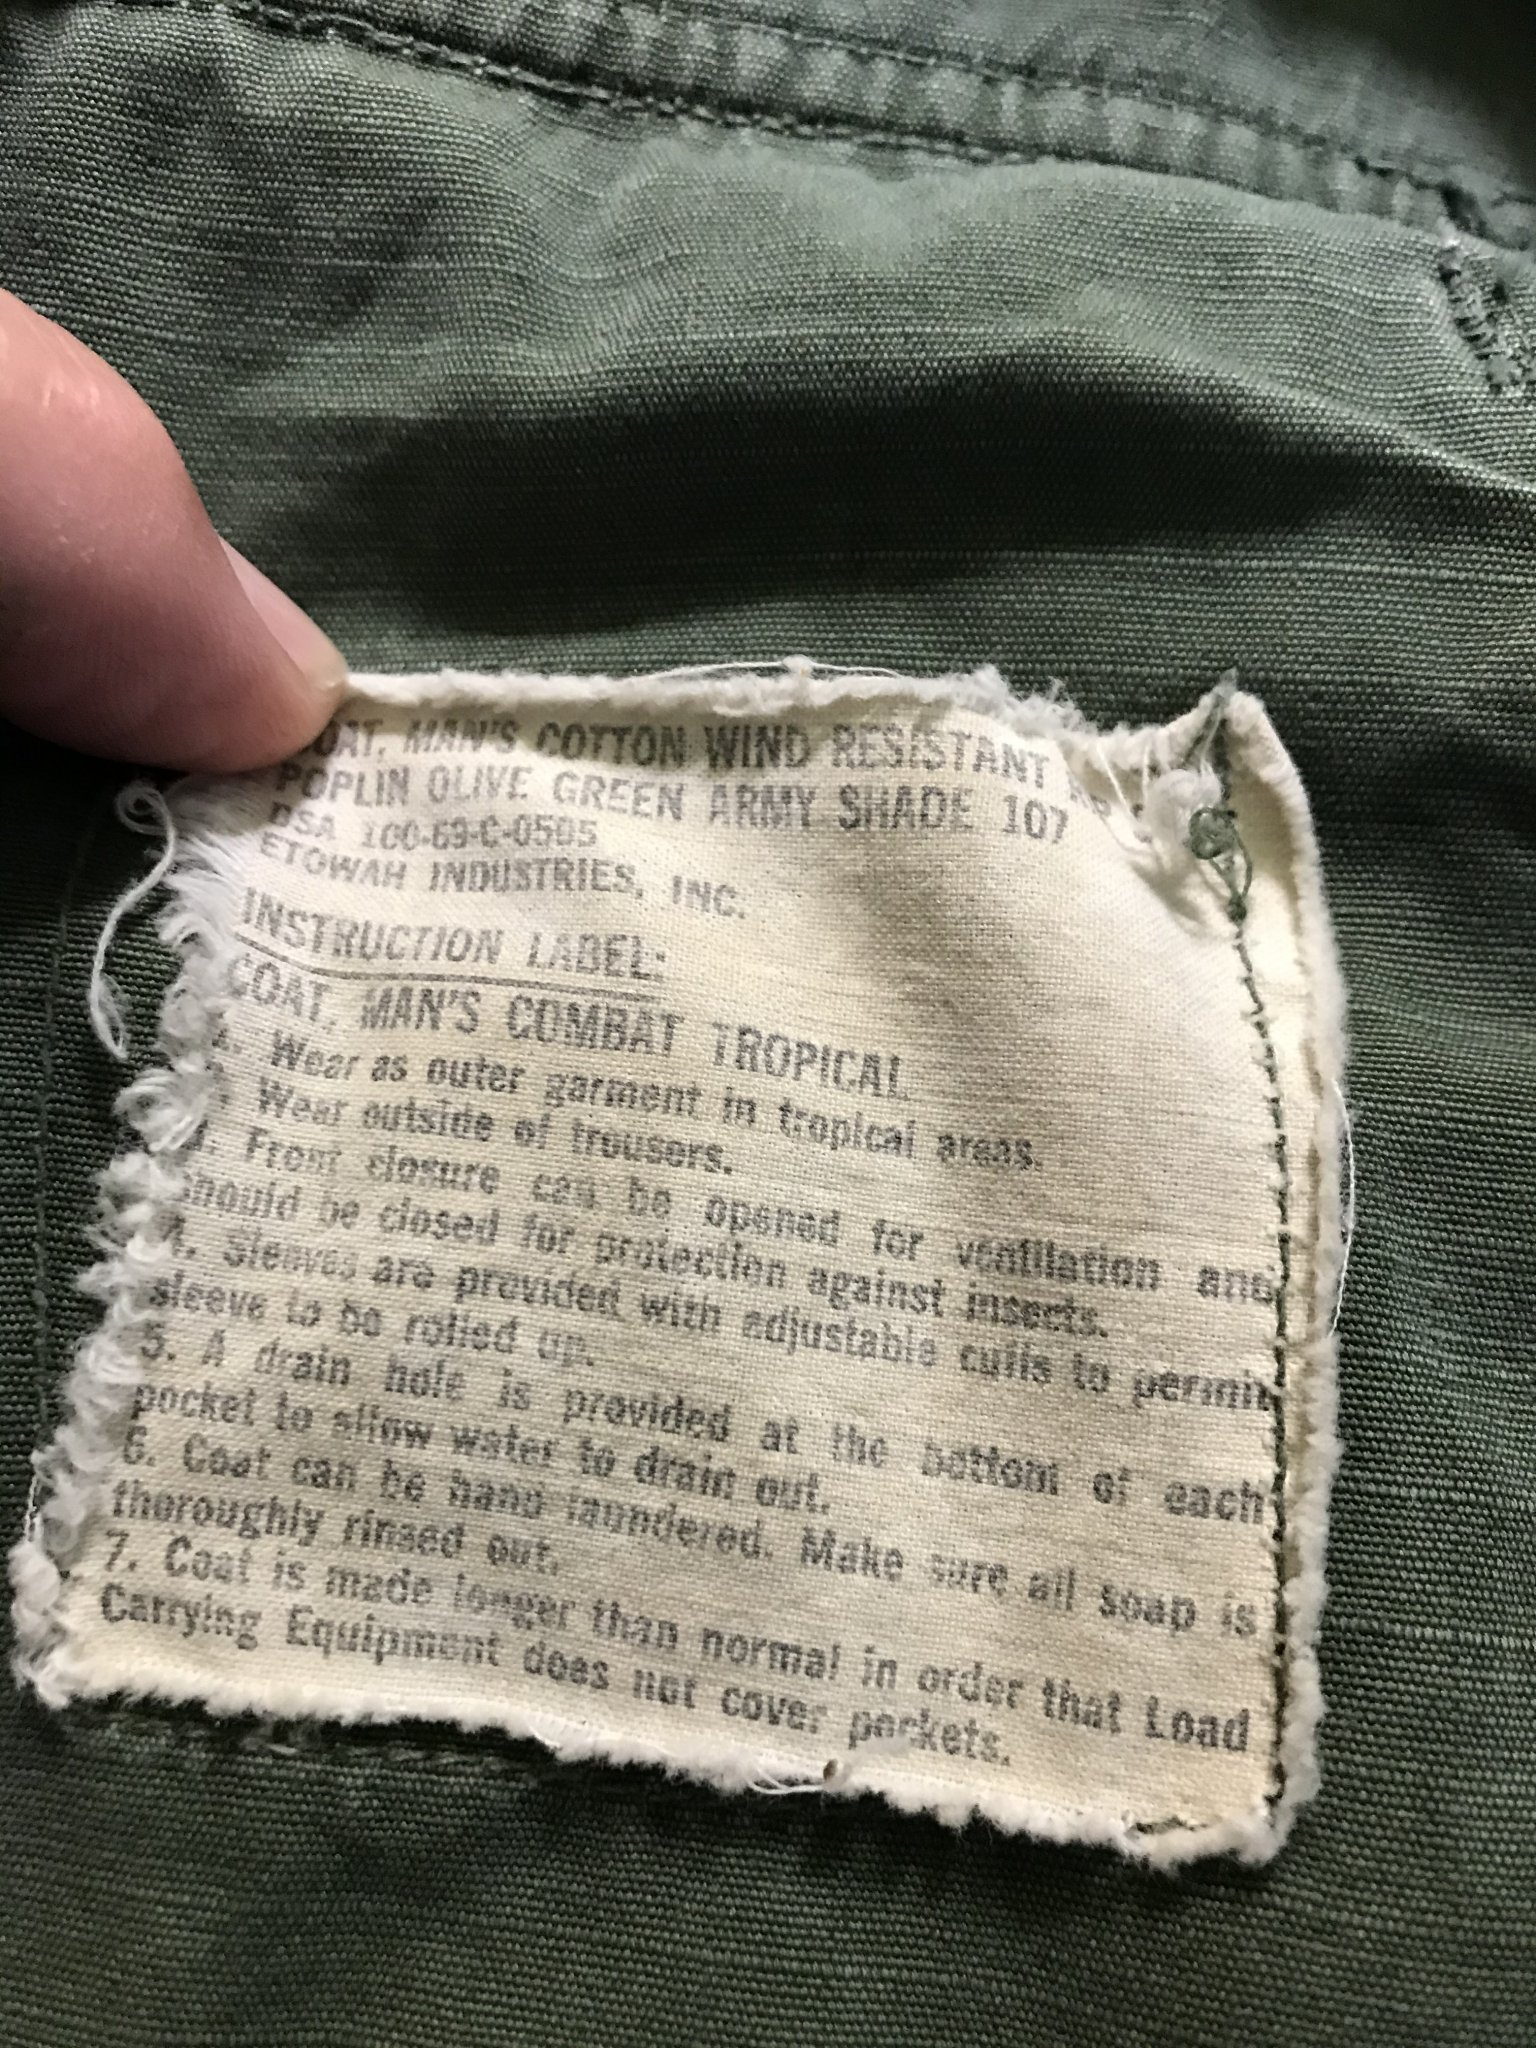 COAT, MAN'S COTTON WIND RESISTANT
POPLIN OLIVE GREEN ARMY SHADE 107
DSA 100-69-C-0505
ETOWAH INDUSTRIES, INC.
INSTRUCTION LABEL:
COAT, MAN'S COMBAT TROPICAL
1. Wear as outer garment in tropical areas.
2. Wear outside of trousers.
3. Front closure can be opened for ventilation and
should be closed for protection against insects.
4. Sleeves are provided with adjustable cuffs to permit
sleeve to be rolled up.
5. A drain hole is provided at the bottom of each
pocket to allow water to drain out.
6. Coat can be hand laundered. Make sure all soap is
thoroughly rinsed out.
7. Coat is made longer than normal in order that Load
Carrying Equipment does not cover pockets.